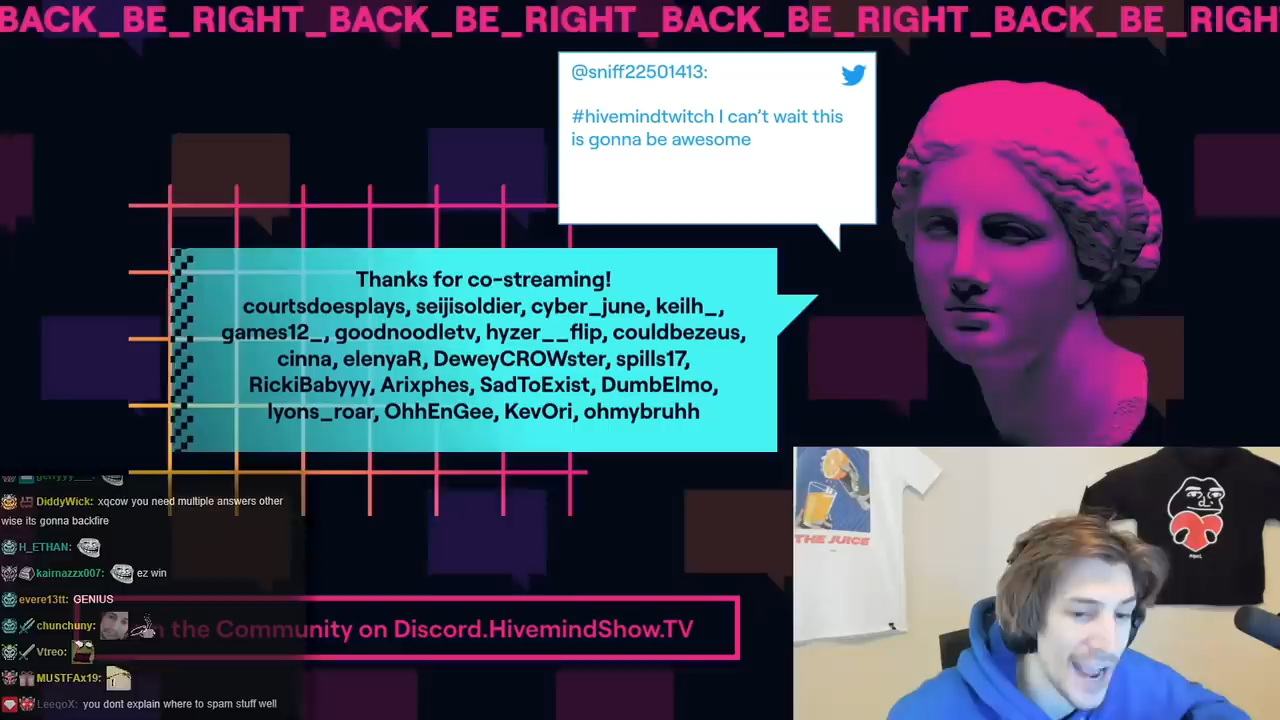 BACK_BE_RIGHT_BACK_BE_RIGHT_BACK_BE_RIGHT_BACK_BE_RIGH
@sniff22501413:
#hivemindtwitch I can't wait this
is gonna be awesome
Thanks for co-streaming!
courtsdoesplays, seijisoldier, cyber_june, keilh_,
games12_, goodnoodletv, hyzer__flip, couldbezeus,
cinna, elenyaR, DeweyCROWster, spills17,
RickiBabyyy, Arixphes, SadToExist, DumbElmo,
lyons_roar, OhhEnGee, KevOri, ohmybruhh
DiddyWick: xqcow you need multiple answers other
wise its gonna backfire
H_ETHAN:
kairnazzx007: ez win
evere13tt: GENIUS
chunchuny:
Vtreo:
MUSTFAx19:
LeeqoX: you dont explain where to spam stuff well
the Community on Discord.HivemindShow.TV
THE JUICE